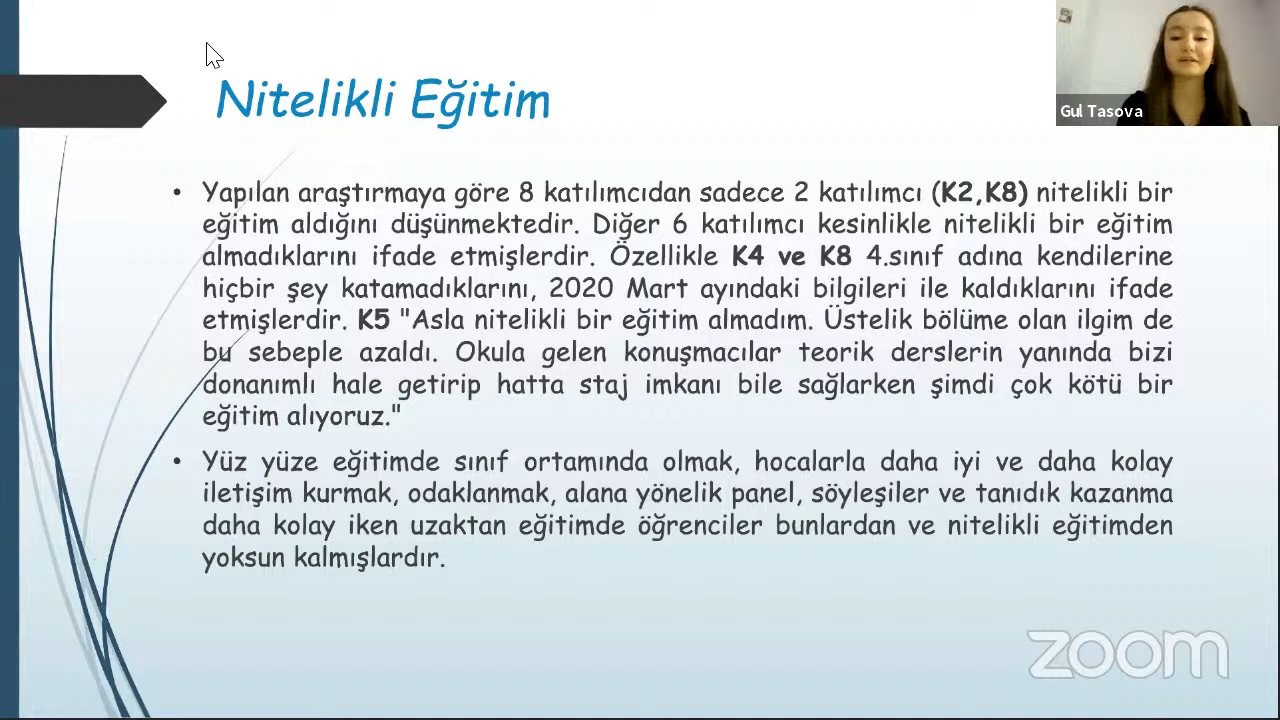 Nitelikli Eğitim
Gul Tasova
• Yapılan araştırmaya göre 8 katılımcıdan sadece 2 katılımcı (K2,K8) nitelikli bir
eğitim aldığını düşünmektedir. Diğer 6 katılımcı kesinlikle nitelikli bir eğitim
almadıklarını ifade etmişlerdir. Özellikle K4 ve K8 4.sınıf adına kendilerine
hiçbir şey katamadıklarını, 2020 Mart ayındaki bilgileri ile kaldıklarını ifade
etmişlerdir. K5 "Asla nitelikli bir eğitim almadım. Üstelik bölüme olan ilgim de
bu sebeple azaldı. Okula gelen konuşmacılar teorik derslerin yanında bizi
donanımlı hale getirip hatta staj imkanı bile sağlarken şimdi çok kötü bir
eğitim alıyoruz."
• Yüz yüze eğitimde sınıf ortamında olmak, hocalarla daha iyi ve daha kolay
iletişim kurmak, odaklanmak, alana yönelik panel, söyleşiler ve tanıdık kazanma
daha kolay iken uzaktan eğitimde öğrenciler bunlardan ve nitelikli eğitimden
yoksun kalmışlardır.
zoom